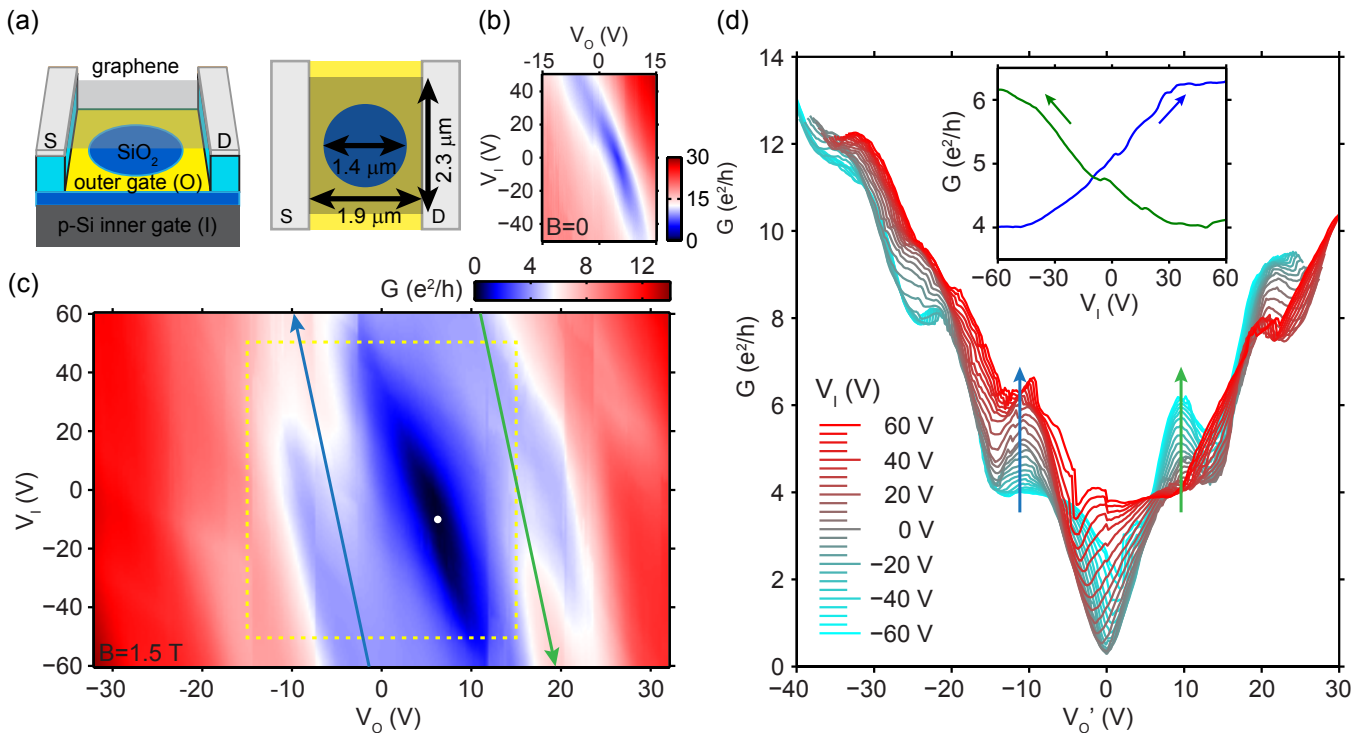 (a)
graphene
S
D
SiO2
outer gate (O)
p-Si inner gate (I)
1.4 μm
2.3 μm
1.9 μm
S
D
(b)
VO (V)
-15 0 15
VI (V)
40
20
0
−20
−40
B=0
30
15
0
G (e²/h)
(c)
G (e²/h)
0 4 8 12
VI (V)
60
40
20
0
−20
−40
−60
B=1.5 T
−30 −20 -10 0 10 20 30
VO (V)
(d)
G (e²/h)
14
12
10
8
6
4
2
0
−40 −30 −20 −10 0 10 20 30
VO' (V)
G (e²/h)
6
5
4
−60 −30 0 30 60
VI (V)
VI (V)
60 V
40 V
20 V
0 V
−20 V
−40 V
−60 V